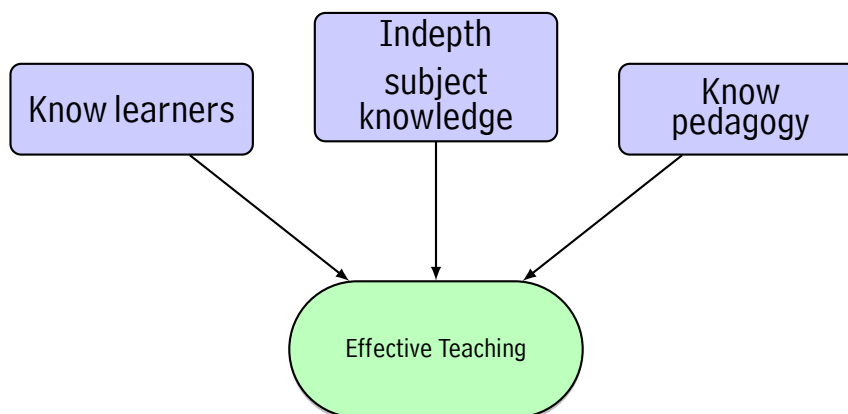 Know learners
Indepth
subject
knowledge
Know
pedagogy
Effective Teaching